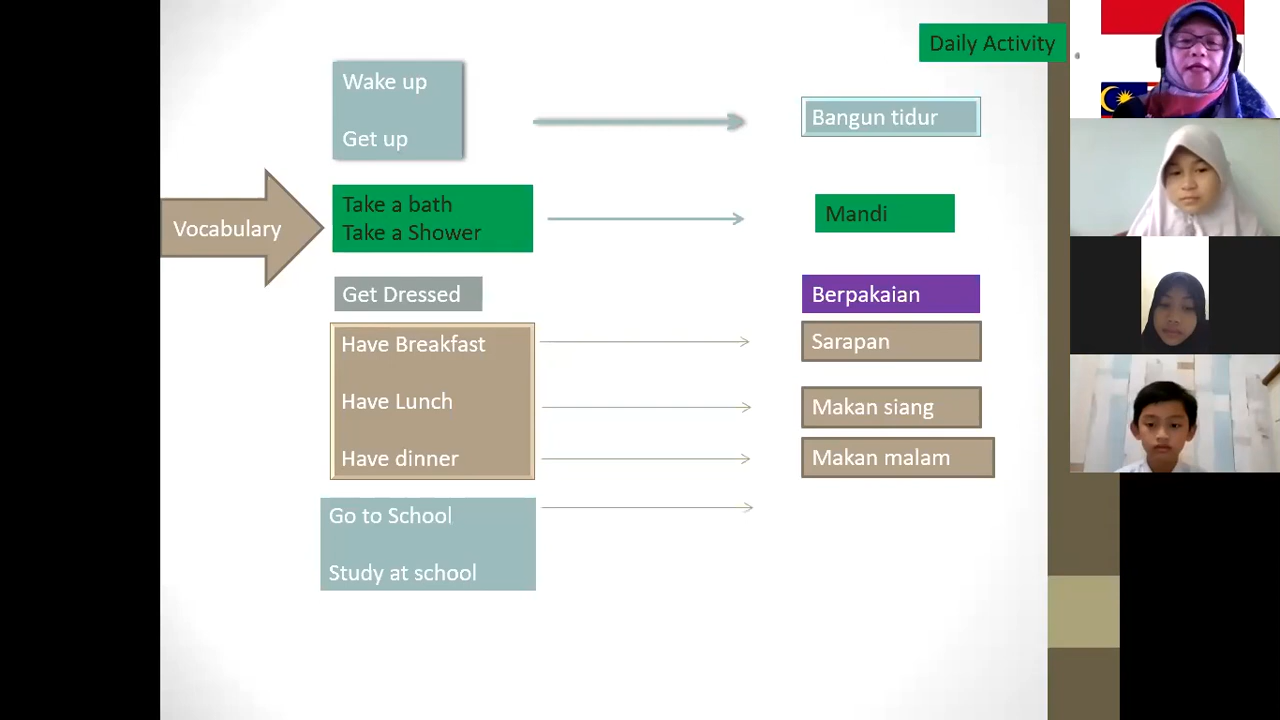 Daily Activity
Wake up
Get up
Bangun tidur
Vocabulary
Take a bath
Take a Shower
Mandi
Get Dressed
Berpakaian
Have Breakfast
Sarapan
Have Lunch
Makan siang
Have dinner
Makan malam
Go to School
Study at school